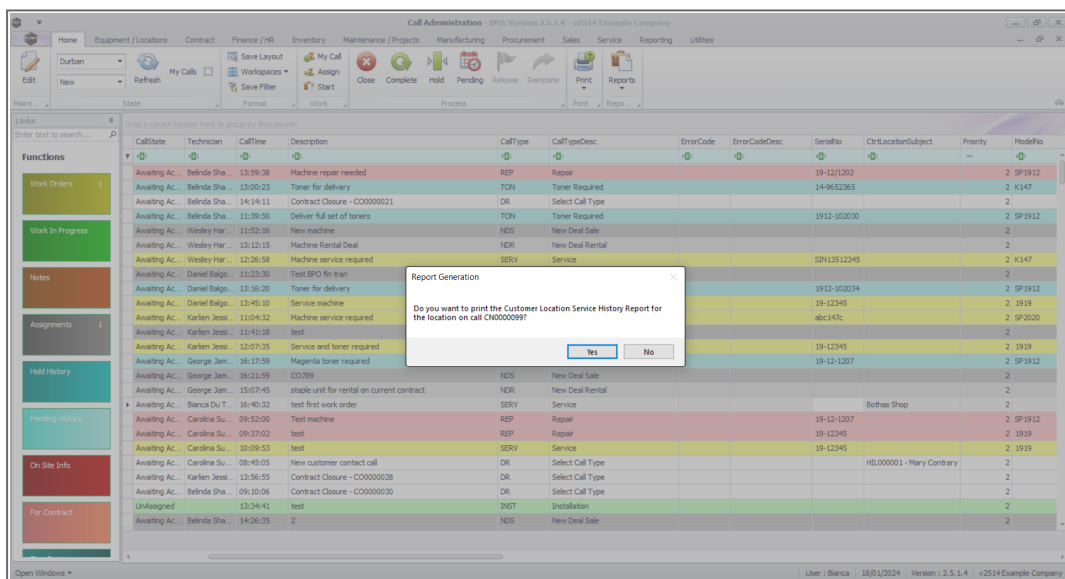 Call Administration - BPO: Version 2.5.1.4 - v2514 Example Company
Home Equipment / Locations Contract Finance / HR Inventory Maintenance / Projects Manufacturing Procurement Sales Service Reporting Utilities
Durban
New
Edit
Refresh
My Calls
Save Layout
Workspaces
Save Filter
My Call
Assign
Start
Close Complete Hold Pending Release Reinstate
Print Reports
Maint... State Format Work Process Print Repo...
Links
Enter text to search...
Drag a column header here to group by that column
Functions
Work Orders 1
Work In Progress
Notes
Assignments 1
Hold History
Pending History
On Site Info
For Contract
CallState Technician CallTime Description CallType CallTypeDesc ErrorCode ErrorCodeDesc SerialNo CtrtLocationSubject Priority ModelNo
Awaiting Ac... Belinda Sha... 13:59:38 Machine repair needed REP Repair 19-12/1202 2 SP1912
Awaiting Ac... Belinda Sha... 13:00:23 Toner for delivery TON Toner Required 14-9652365 2 K147
Awaiting Ac... Belinda Sha... 14:14:11 Contract Closure - CO0000021 DR Select Call Type 2
Awaiting Ac... Belinda Sha... 11:39:50 Deliver full set of toners TON Toner Required 1912-102030 2 SP1912
Awaiting Ac... Wesley Har... 11:52:16 New machine NDS New Deal Sale 2
Awaiting Ac... Wesley Har... 13:12:15 Machine Rental Deal NDR New Deal Rental 2
Awaiting Ac... Wesley Har... 12:26:58 Machine service required SERV Service SIN13512345 2 K147
Awaiting Ac... Daniel Balgo... 11:23:30 Test BPO fin tran 2
Awaiting Ac... Daniel Balgo... 13:16:20 Toner for delivery 1912-102034 2 SP1912
Awaiting Ac... Daniel Balgo... 13:45:10 Service machine 19-12345 2 1919
Awaiting Ac... Karlien Jessi... 11:04:32 Machine service required abc147c 2 SP2020
Awaiting Ac... Karlien Jessi... 11:41:18 test 2
Awaiting Ac... Karlien Jessi... 12:07:35 Service and toner required 19-12345 2 1919
Awaiting Ac... George Jam... 16:17:59 Magenta toner required 19-12-1207 2 SP1912
Awaiting Ac... George Jam... 16:21:59 CO789 NDS New Deal Sale 2
Awaiting Ac... George Jam... 15:07:45 staple unit for rental on current contract NDR New Deal Rental 2
Awaiting Ac... Bianca Du T... 16:40:32 test first work order SERV Service Bothas Shop 2
Awaiting Ac... Carolina Su... 09:52:00 Test machine REP Repair 19-12-1207 2 SP1912
Awaiting Ac... Carolina Su... 09:37:02 test REP Repair 19-12345 2 1919
Awaiting Ac... Carolina Su... 10:09:53 test SERV Service 19-12345 2 1919
Awaiting Ac... Carolina Su... 08:45:05 New customer contact call DR Select Call Type HIL000001 - Mary Contrary 2
Awaiting Ac... Karlien Jessi... 13:56:55 Contract Closure - CO0000028 DR Select Call Type 2
Awaiting Ac... Belinda Sha... 09:10:06 Contract Closure - CO0000030 DR Select Call Type 2
UnAssigned 13:34:41 test INST Installation 2
Awaiting Ac... Belinda Sha... 14:26:35 2 NDS New Deal Sale 2
Report Generation
Do you want to print the Customer Location Service History Report for
the location on call CN0000099?
Yes No
Open Windows User : Bianca 18/01/2024 Version : 2.5.1.4 v2514 Example Company